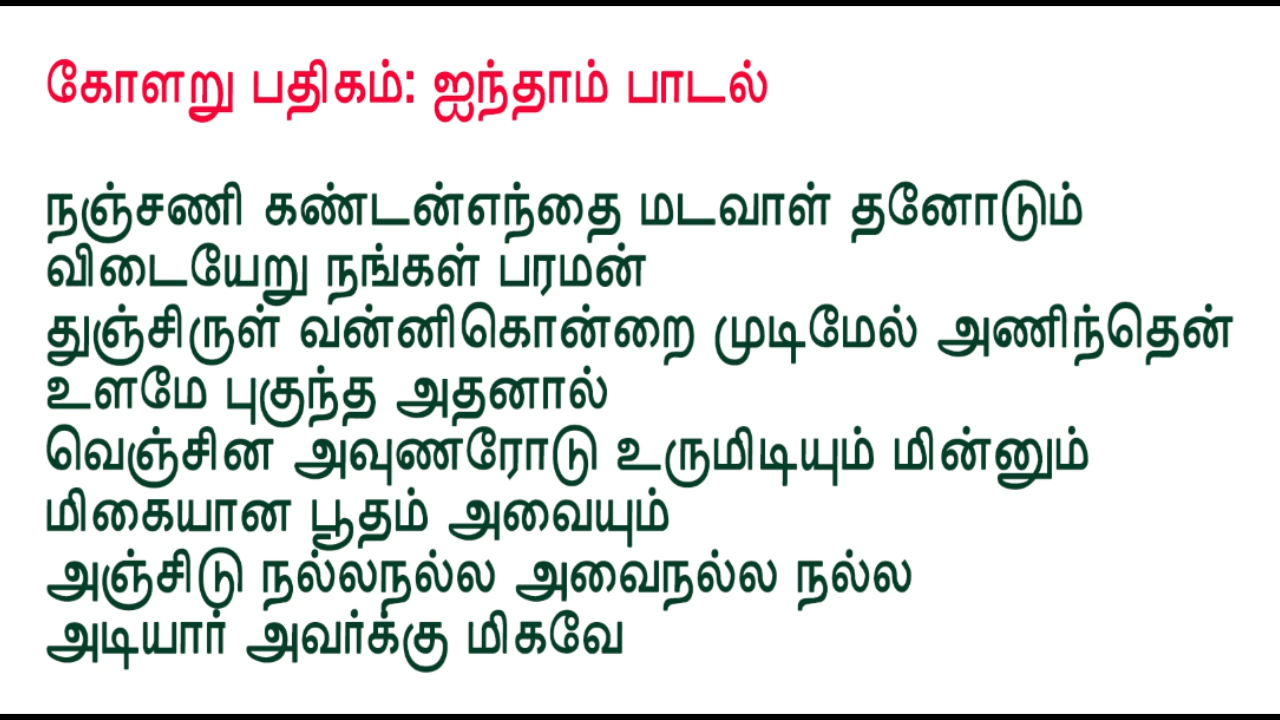 கோளறு பதிகம்: ஐந்தாம் பாடல்
நஞ்சணி கண்டன்எந்தை மடவாள் தனோடும்
விடையேறு நங்கள் பரமன்
துஞ்சிருள் வன்னிகொன்றை முடிமேல் அணிந்தென்
உளமே புகுந்த அதனால்
வெஞ்சின அவுணரோடு உருமிடியும் மின்னும்
மிகையான பூதம் அவையும்
அஞ்சிடு நல்லநல்ல அவைநல்ல நல்ல
அடியார் அவர்க்கு மிகவே